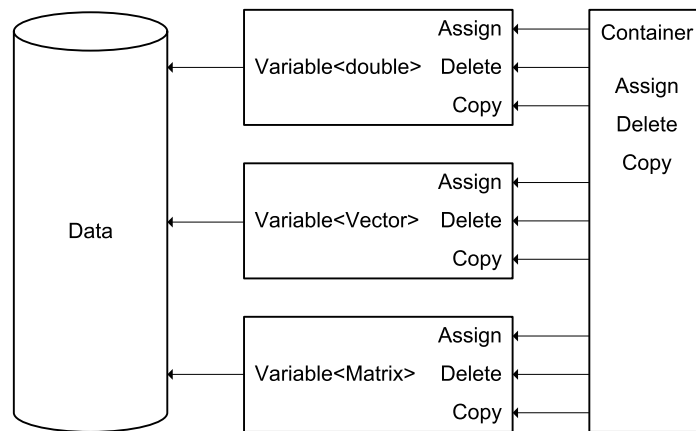 Data
Variable<double>
Assign
Delete
Copy
Variable<Vector>
Assign
Delete
Copy
Variable<Matrix>
Assign
Delete
Copy
Container
Assign
Delete
Copy